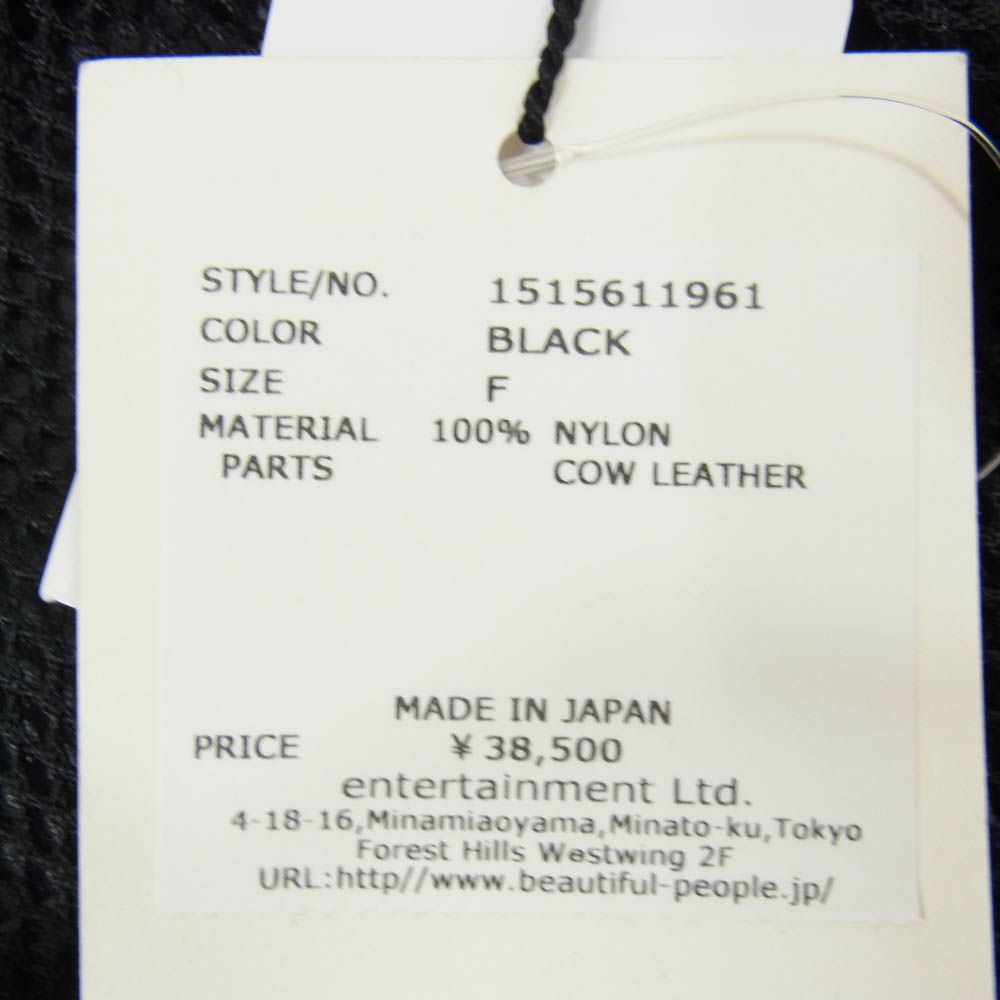 STYLE/NO. 1515611961
COLOR BLACK
SIZE F
MATERIAL 100% NYLON
PARTS COW LEATHER
MADE IN JAPAN
PRICE ¥ 38,500
entertainment Ltd.
4-18-16,Minamiaoyama,Minato-ku,Tokyo
Forest Hills Westwing 2F
URL:http//www.beautiful-people.jp/